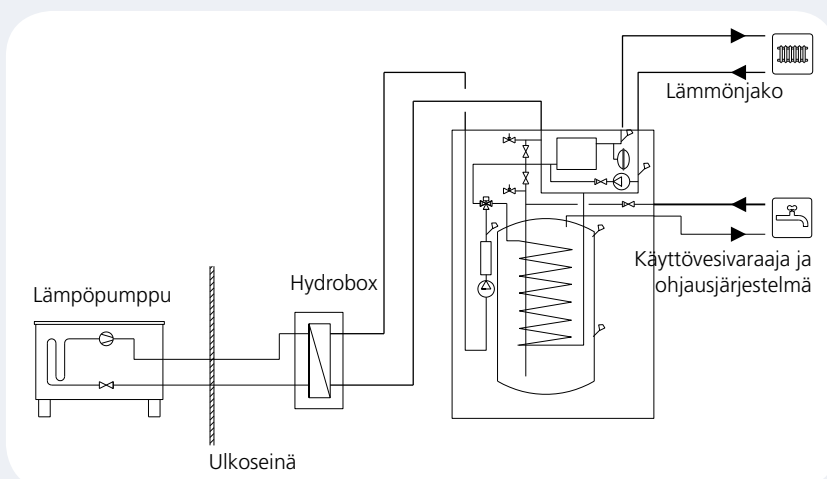 Lämmönjako
Käyttövesivaraaja ja
ohjausjärjestelmä
Hydrobox
Lämpöpumppu
Ulkoseinä